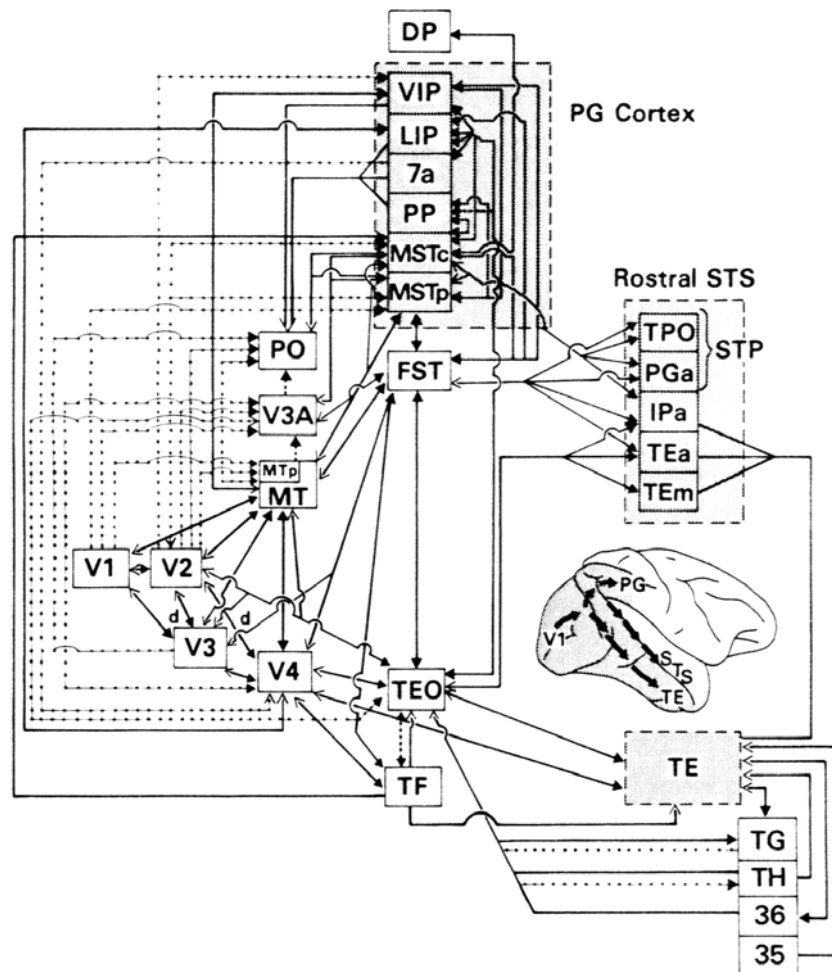 DP
VIP
PG Cortex
LIP
7a
PP
MSTc
MSTp
Rostral STS
TPO
STP
PGa
IPa
TEa
TEm
PO
FST
V3A
MTp
MT
V1
V2
d
d
V3
V4
TEO
PG
V1
S
T
S
TE
TF
TE
TG
TH
36
35